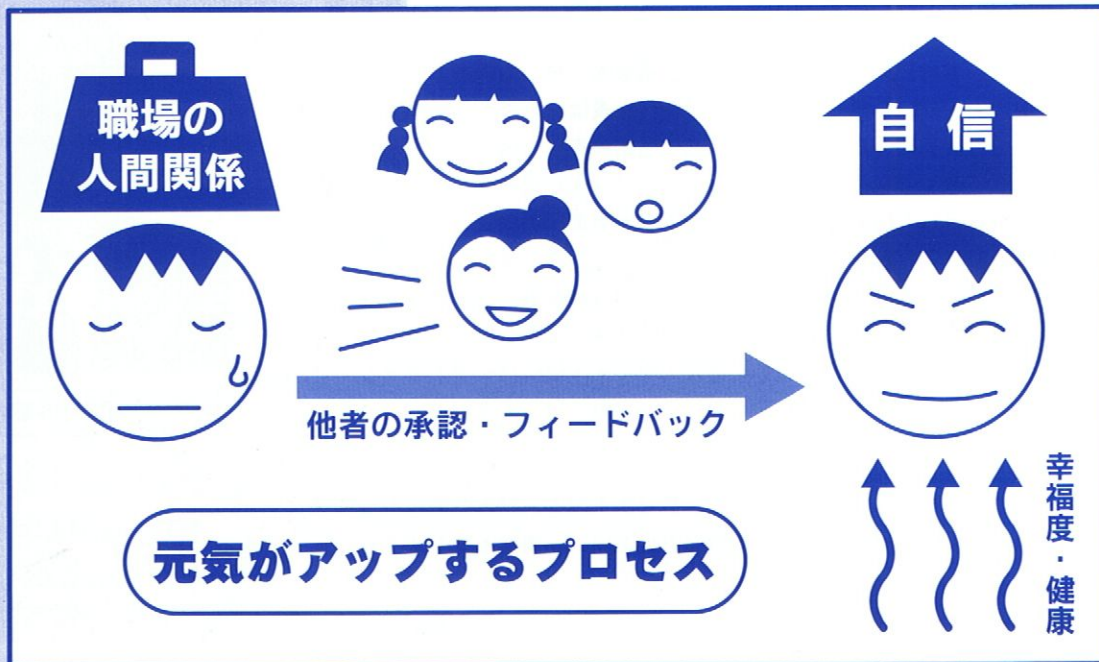 職場の
人間関係
自 信
他者の承認・フィードバック
元気がアップするプロセス
幸福度・健康